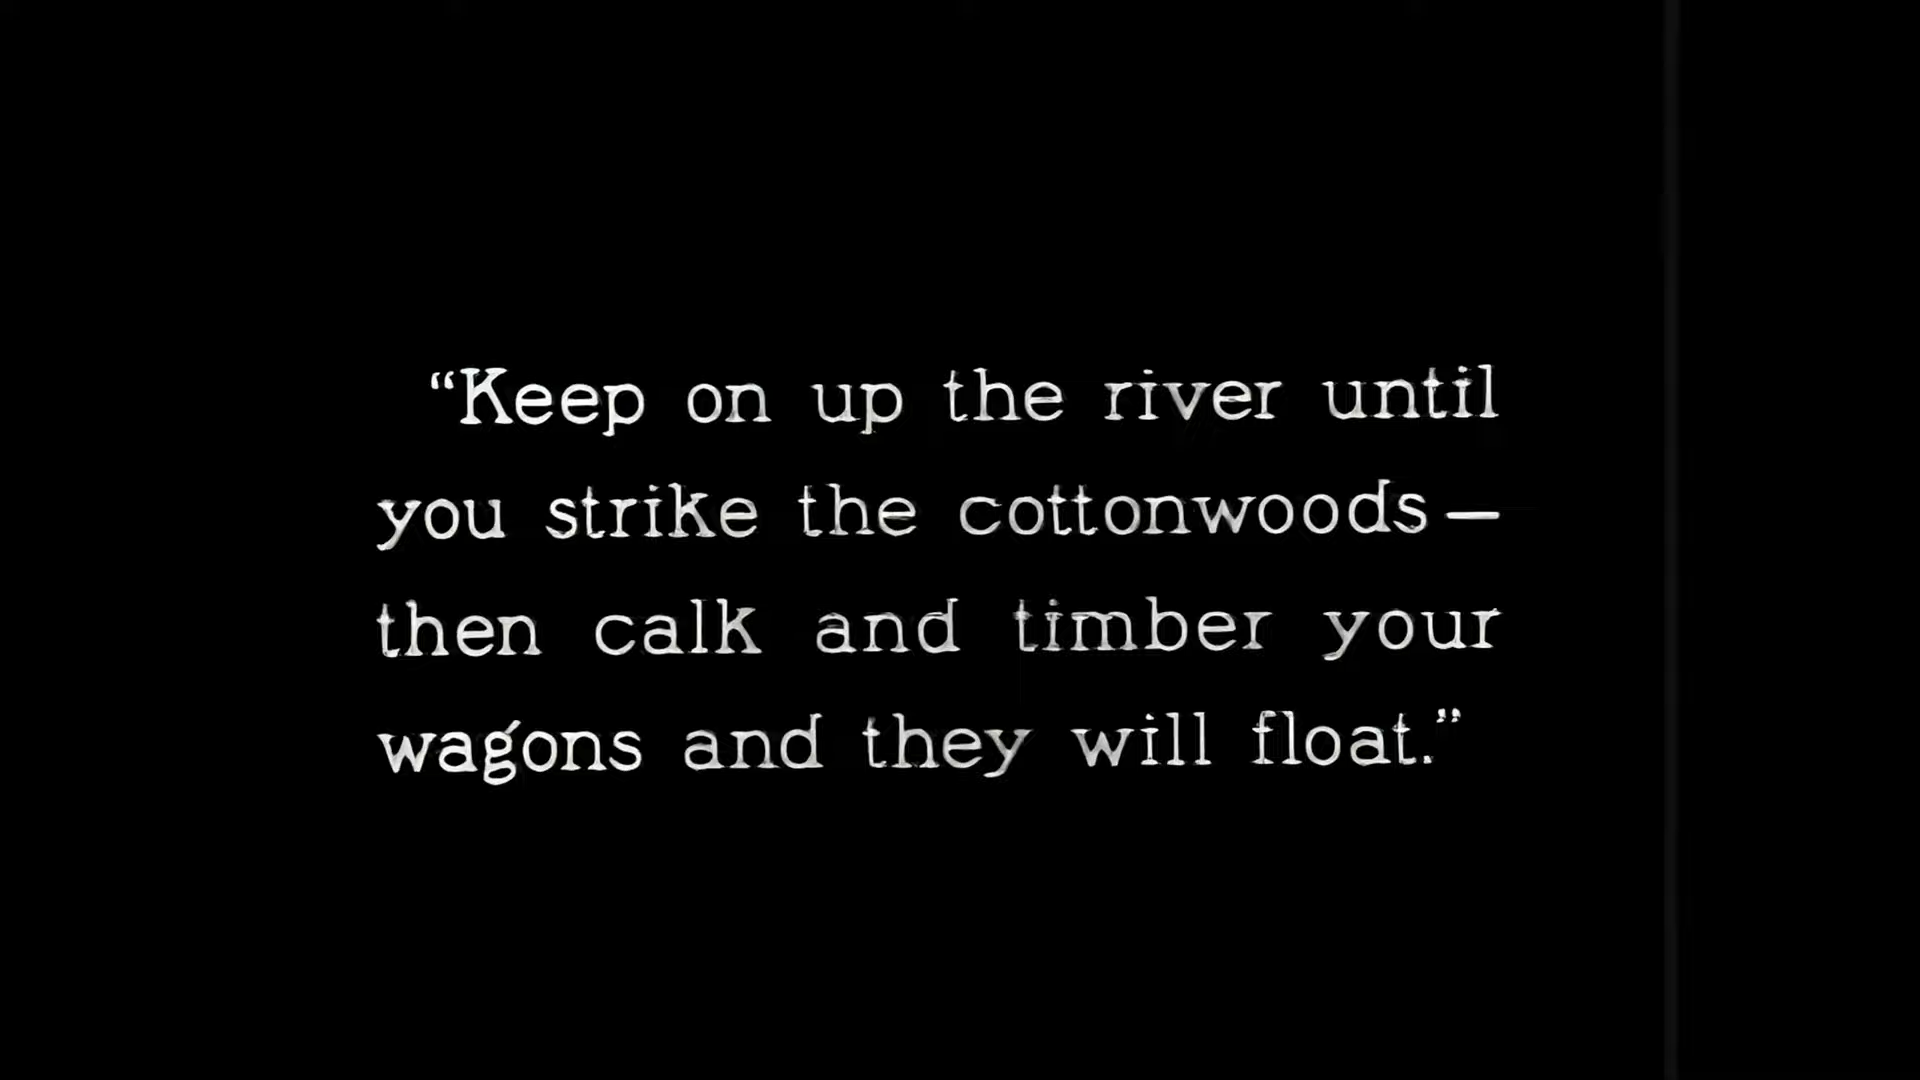 “Keep on up the river until
you strike the cottonwoods—
then calk and timber your
wagons and they will float.”